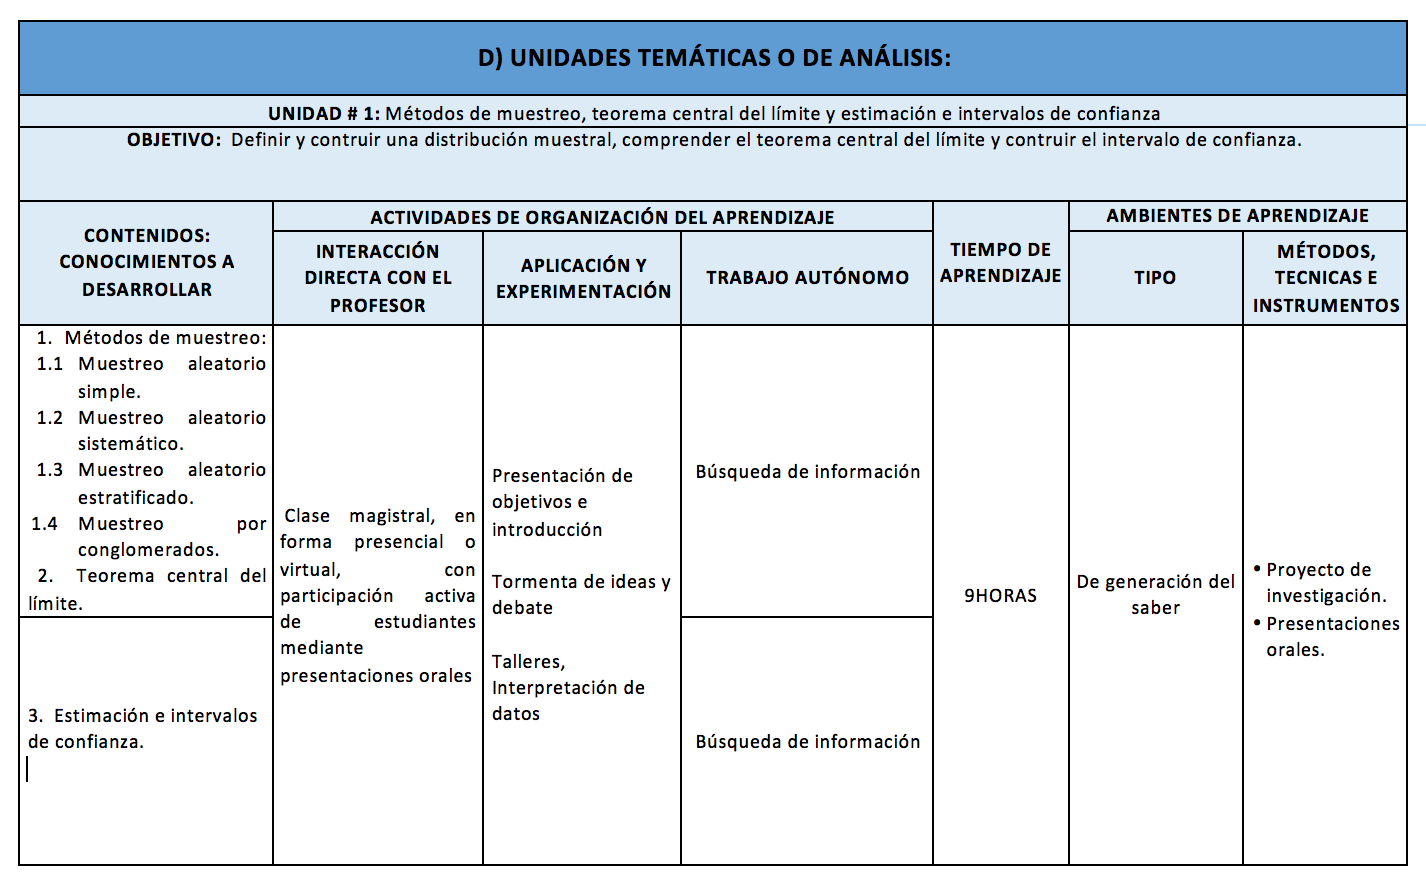 D) UNIDADES TEMÁTICAS O DE ANÁLISIS:
UNIDAD # 1: Métodos de muestreo, teorema central del límite y estimación e intervalos de confianza
OBJETIVO: Definir y contruir una distribución muestral, comprender el teorema central del límite y contruir el intervalo de confianza.
CONTENIDOS:
CONOCIMIENTOS A
DESARROLLAR
ACTIVIDADES DE ORGANIZACIÓN DEL APRENDIZAJE
INTERACCIÓN
DIRECTA CON EL
PROFESOR
APLICACIÓN Y
EXPERIMENTACIÓN
TRABAJO AUTÓNOMO
TIEMPO DE
APRENDIZAJE
AMBIENTES DE APRENDIZAJE
TIPO
MÉTODOS,
TECNICAS E
INSTRUMENTOS
1. Métodos de muestreo:
1.1 Muestreo aleatorio
simple.
1.2 Muestreo aleatorio
sistemático.
1.3 Muestreo aleatorio
estratificado.
1.4 Muestreo por
conglomerados.
2. Teorema central del
límite.
3. Estimación e intervalos
de confianza.
Clase magistral, en
forma presencial o
virtual, con
participación activa
de estudiantes
mediante
presentaciones orales
Presentación de
objetivos e
introducción
Tormenta de ideas y
debate
Talleres,
Interpretación de
datos
Búsqueda de información
Búsqueda de información
9HORAS
De generación del
saber
• Proyecto de
investigación.
• Presentaciones
orales.